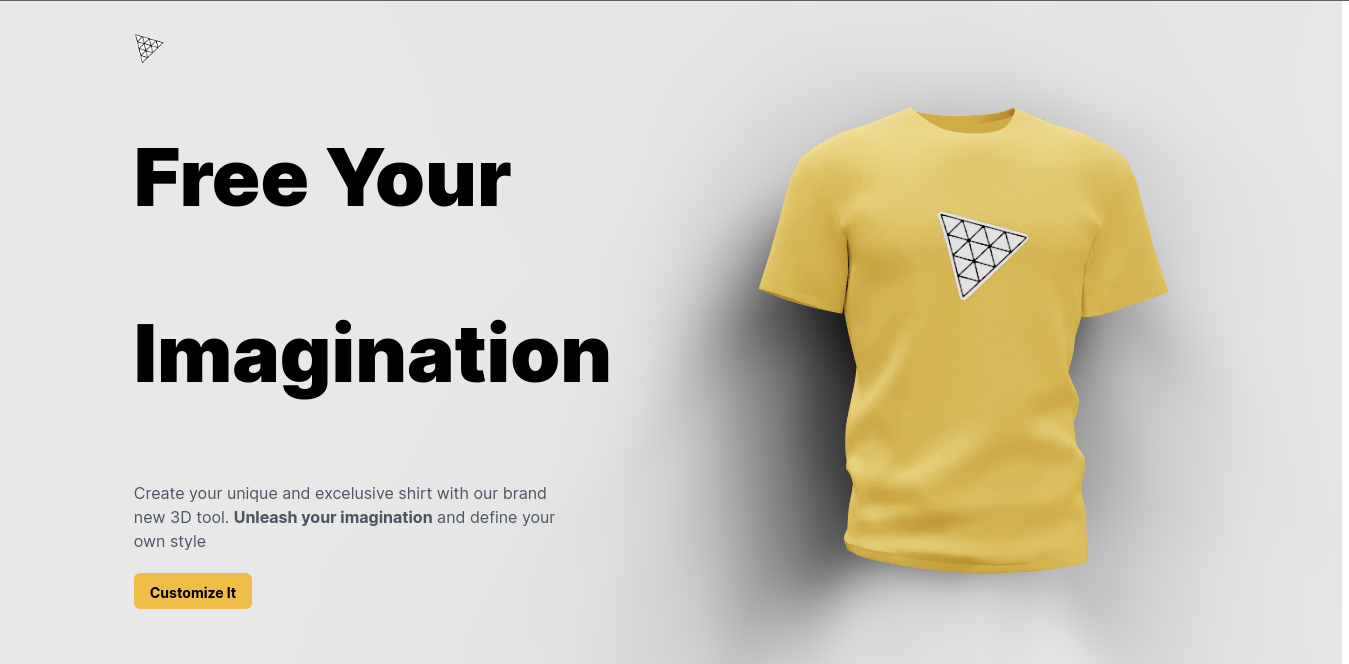 Free Your
Imagination
Create your unique and excelusive shirt with our brand
new 3D tool. Unleash your imagination and define your
own style
Customize It